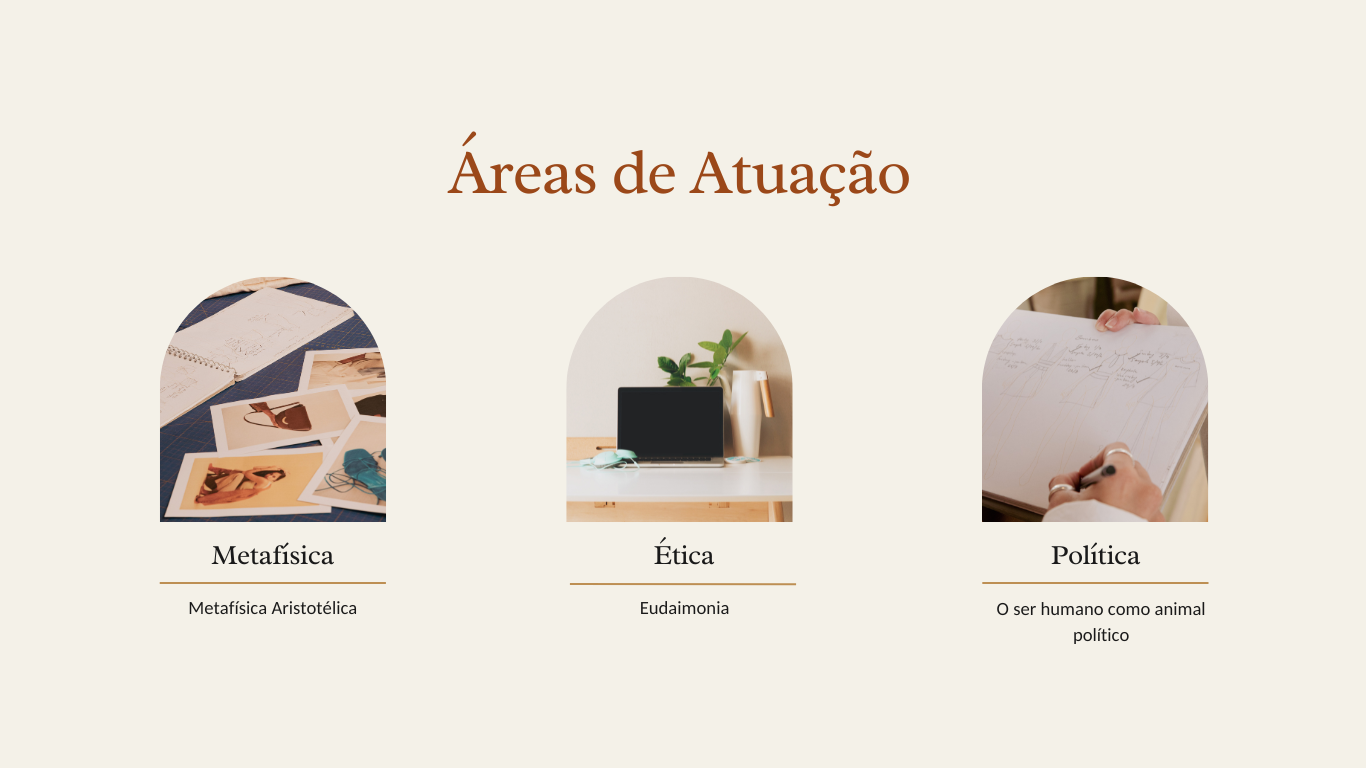 Áreas de Atuação
Metafísica
Metafísica Aristotélica
Ética
Eudaimonia
Política
O ser humano como animal
político